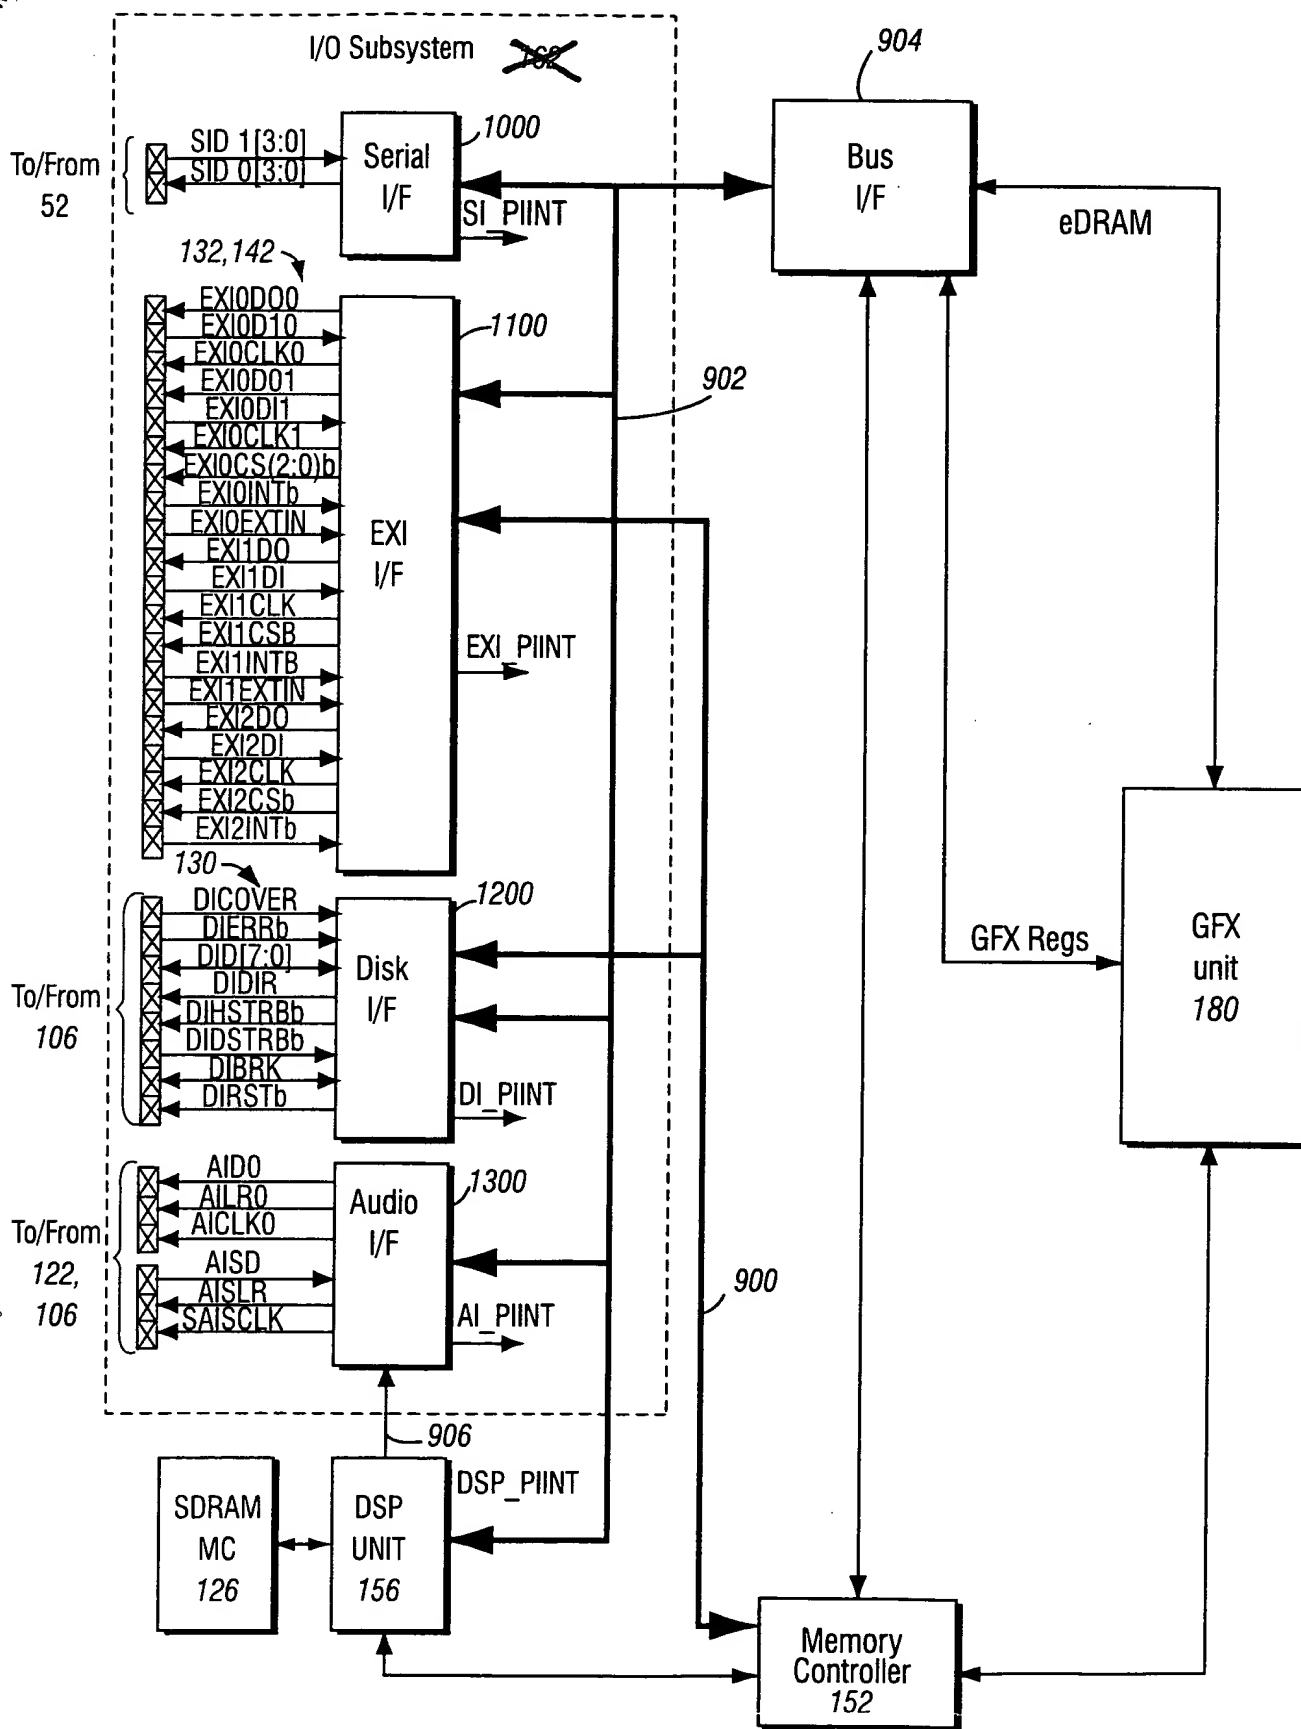 I/O Subsystem
904
To/From
52
SID 1[3:0]
SID 0[3:0]
Serial
I/F
1000
SI_PIINT
Bus
I/F
eDRAM
132,142
EXI0DO0
EXI0D10
EXI0CLK0
EXI0D01
EXI0DI1
EXI0CLK1
EXI0CS(2:0)b
EXI0INTb
EXI0EXTIN
EXI1DO
EXI1DI
EXI1CLK
EXI1CSB
EXI1INTB
EXI1EXTIN
EXI2DO
EXI2DI
EXI2CLK
EXI2CSb
EXI2INTb
EXI
I/F
1100
902
EXI_PIINT
130
To/From
106
DICOVER
DIERRb
DID[7:0]
DIDIR
DIHSTRBb
DIDSTRBb
DIBRK
DIRSTb
Disk
I/F
1200
DI_PIINT
GFX Regs
GFX
unit
180
To/From
122,
106
AID0
AILR0
AICLK0
AISD
AISLR
SAISCLK
Audio
I/F
1300
AI_PIINT
900
906
SDRAM
MC
126
DSP
UNIT
156
DSP_PIINT
Memory
Controller
152